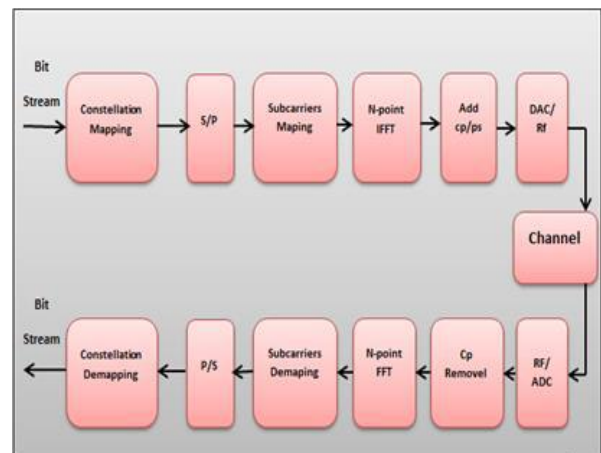 Bit
Stream
Constellation
Mapping
S/P
Subcarriers
Maping
N-point
IFFT
Add
cp/ps
DAC/
Rf
Channel
Bit
Stream
Constellation
Demapping
P/S
Subcarriers
Demaping
N-point
FFT
Cp
Removel
RF/
ADC